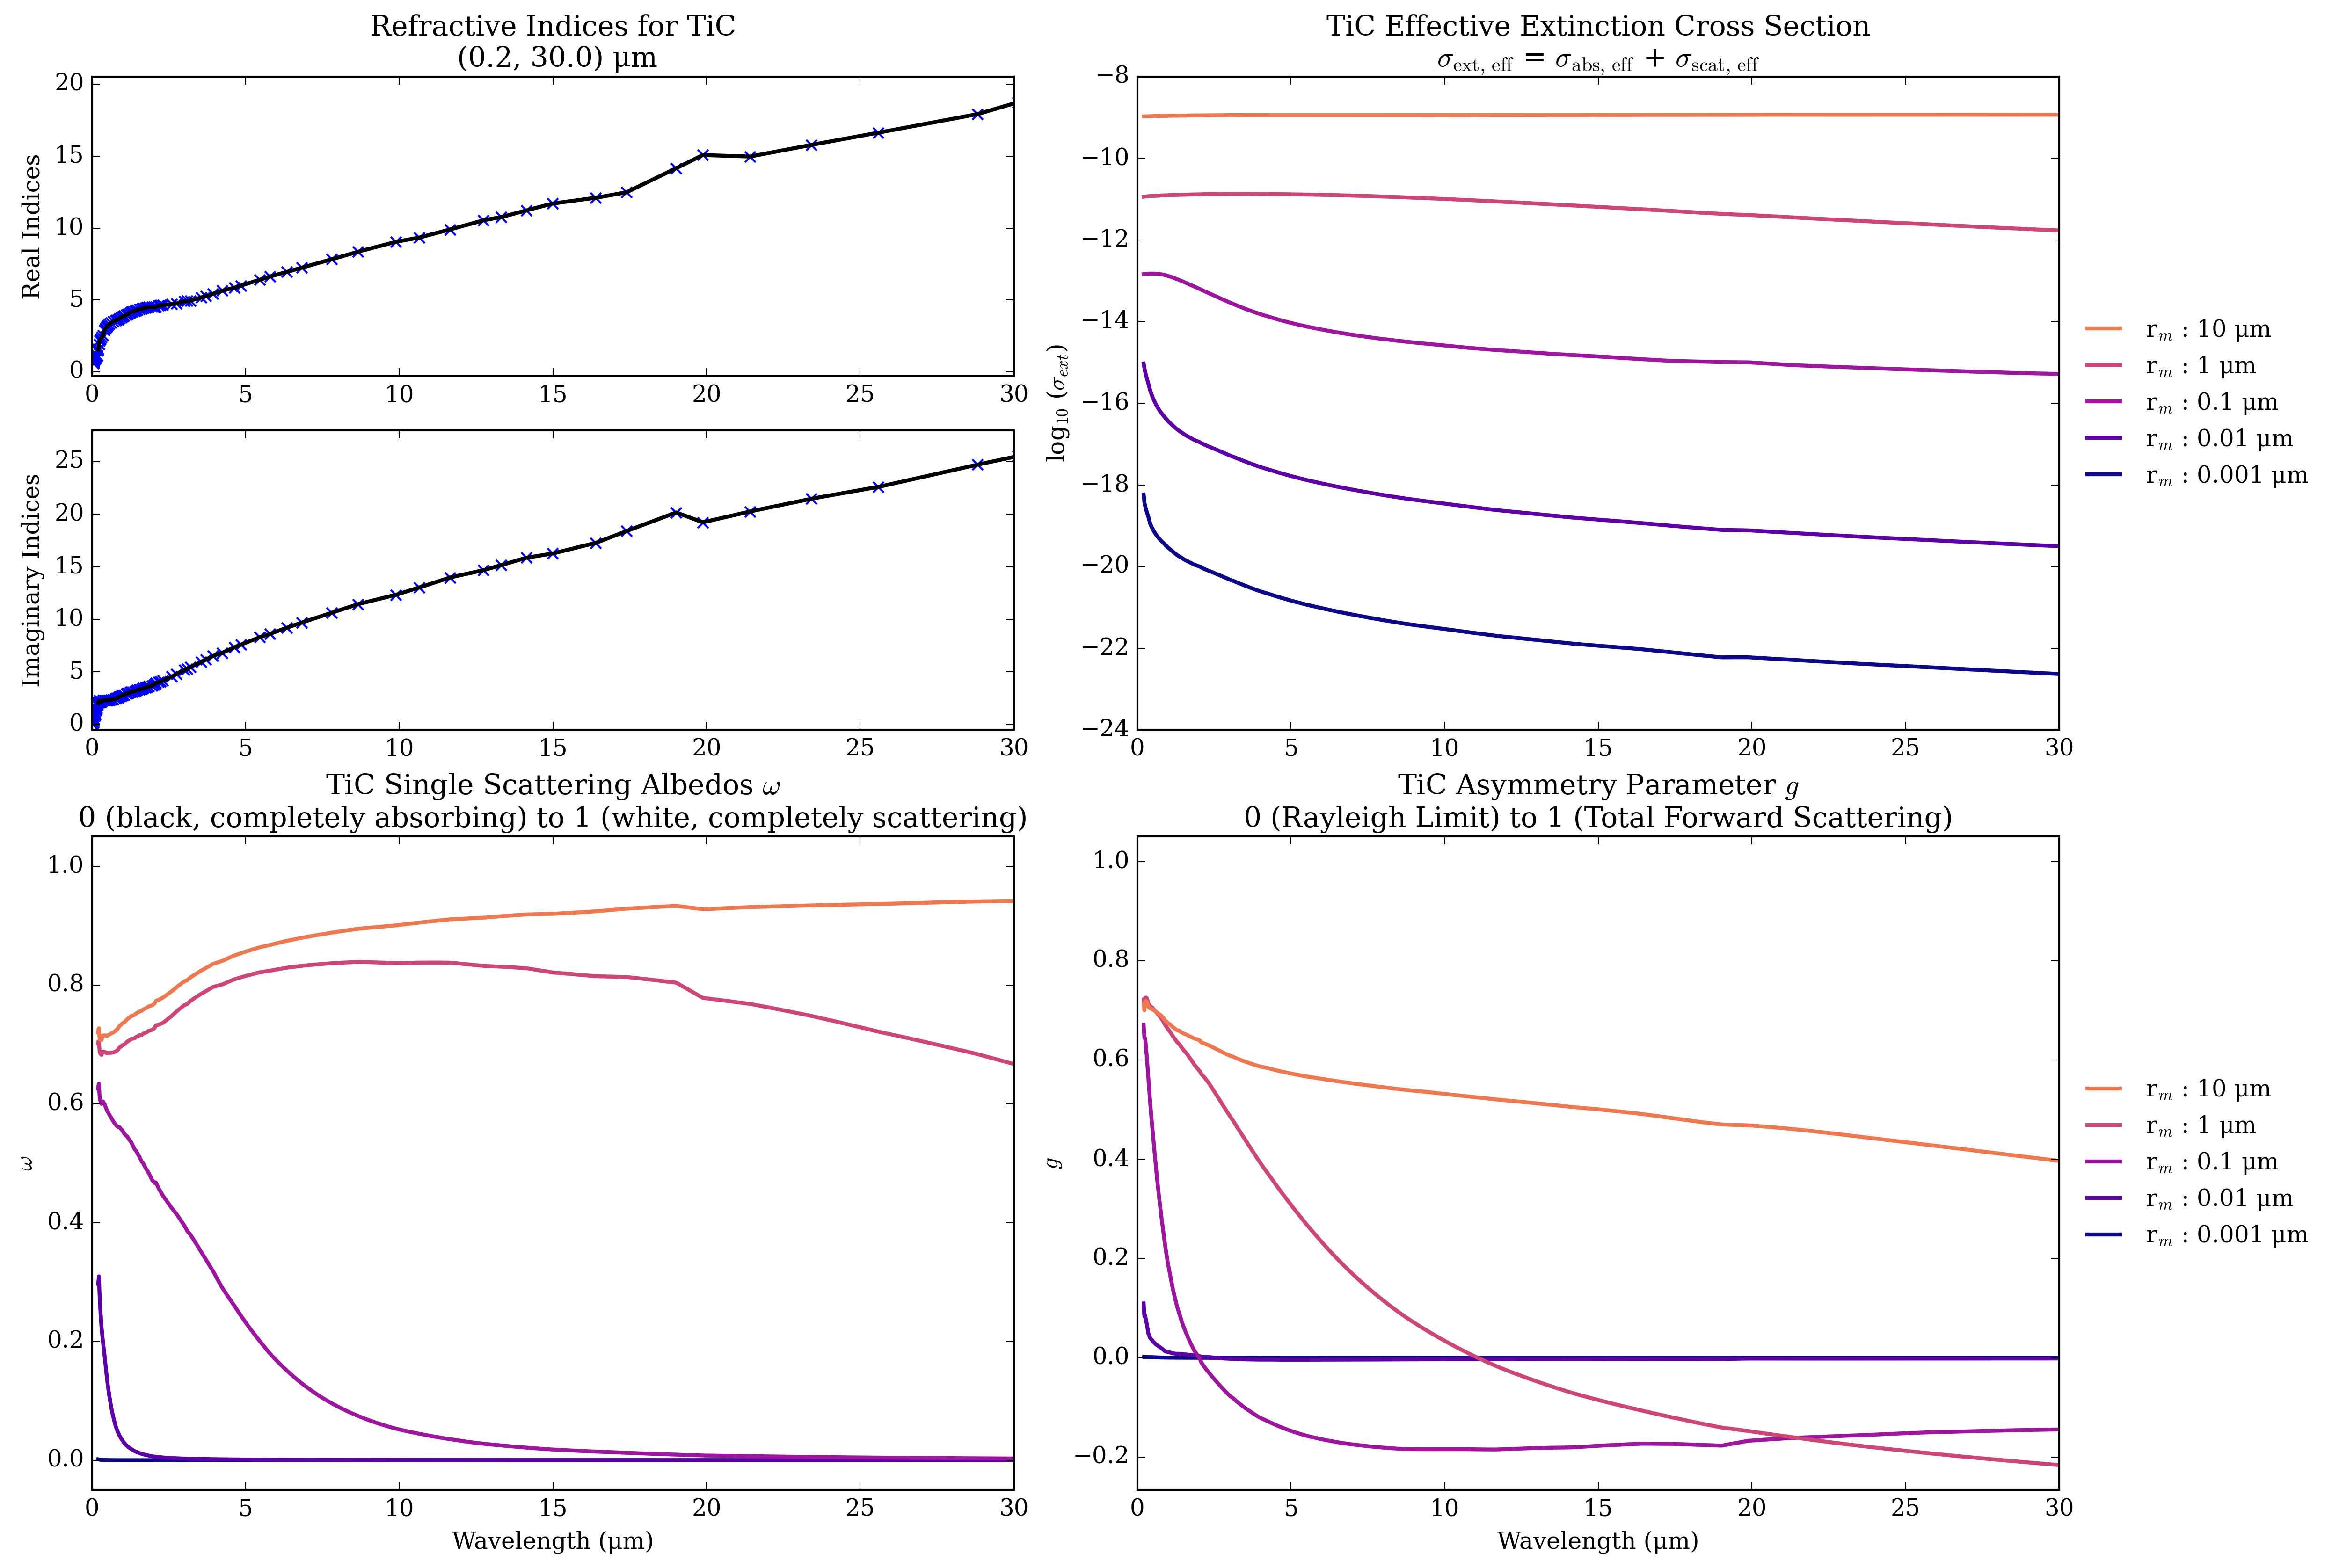 Refractive Indices for TiC
(0.2, 30.0) μm
Real Indices
20
15
10
5
0
0 5 10 15 20 25 30
Imaginary Indices
25
20
15
10
5
0
0 5 10 15 20 25 30
TiC Effective Extinction Cross Section
σext, eff = σabs, eff + σscat, eff
log10 (σext)
−8
−10
−12
−14
−16
−18
−20
−22
−24
0 5 10 15 20 25 30
rm : 10 μm
rm : 1 μm
rm : 0.1 μm
rm : 0.01 μm
rm : 0.001 μm
TiC Single Scattering Albedos ω
0 (black, completely absorbing) to 1 (white, completely scattering)
ω
1.0
0.8
0.6
0.4
0.2
0.0
0 5 10 15 20 25 30
Wavelength (μm)
TiC Asymmetry Parameter g
0 (Rayleigh Limit) to 1 (Total Forward Scattering)
g
1.0
0.8
0.6
0.4
0.2
0.0
−0.2
0 5 10 15 20 25 30
Wavelength (μm)
rm : 10 μm
rm : 1 μm
rm : 0.1 μm
rm : 0.01 μm
rm : 0.001 μm